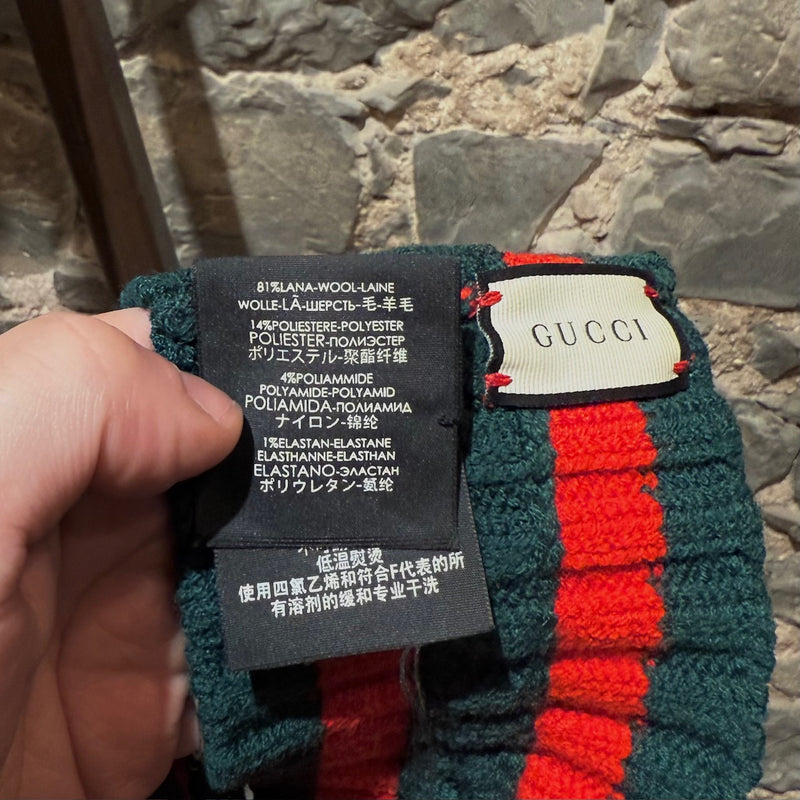 81%LANA-WOOL-LAINE
WOLLE-LÃ-ШЕРСТЬ-毛-羊毛
14%POLIESTERE-POLYESTER
POLIESTER-ПОЛИЭСТЕР
ポリエステル-聚酯纤维
4%POLIAMMIDE
POLYAMIDE-POLYAMID
POLIAMIDA-ПОЛИАМИД
ナイロン-锦纶
1%ELASTAN-ELASTANE
ELASTHANNE-ELASTHAN
ELASTANO-ЭЛАСТАН
ポリウレタン-氨纶
低温熨烫
使用四氯乙烯和符合F代表的所
有溶剂的缓和专业干洗
GUCCI